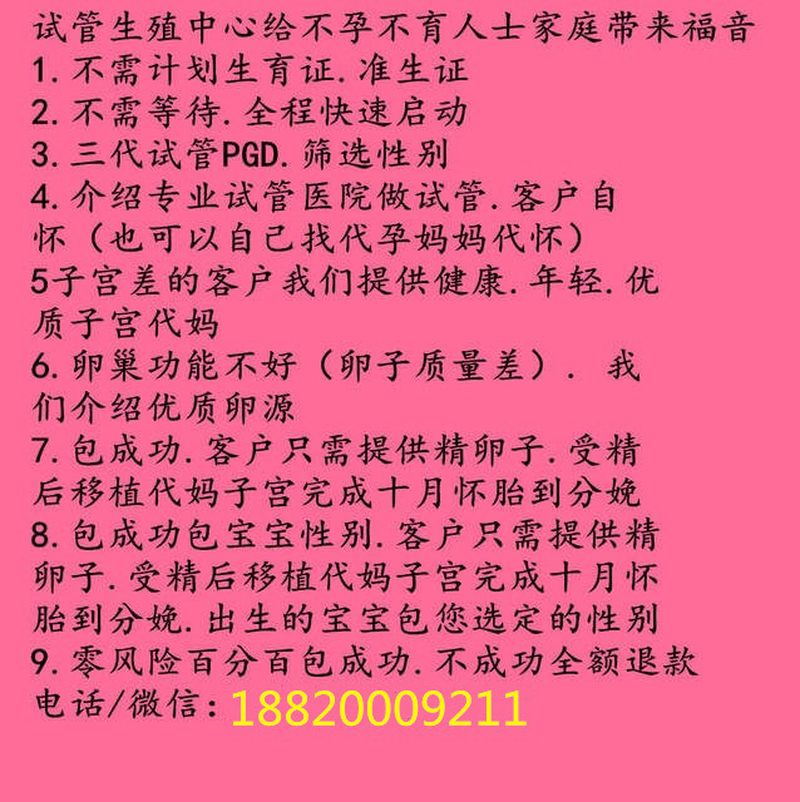 试管生殖中心给不孕不育人士家庭带来福音
1.不需计划生育证.准生证
2.不需等待.全程快速启动
3.三代试管PGD.筛选性别
4.介绍专业试管医院做试管.客户自
怀（也可以自己找代孕妈妈代怀）
5子宫差的客户我们提供健康.年轻.优
质子宫代妈
6.卵巢功能不好（卵子质量差）. 我
们介绍优质卵源
7.包成功.客户只需提供精卵子.受精
后移植代妈子宫完成十月怀胎到分娩
8.包成功包宝宝性别.客户只需提供精
卵子.受精后移植代妈子宫完成十月怀
胎到分娩.出生的宝宝包您选定的性别
9.零风险百分百包成功.不成功全额退款
电话/微信：18820009211